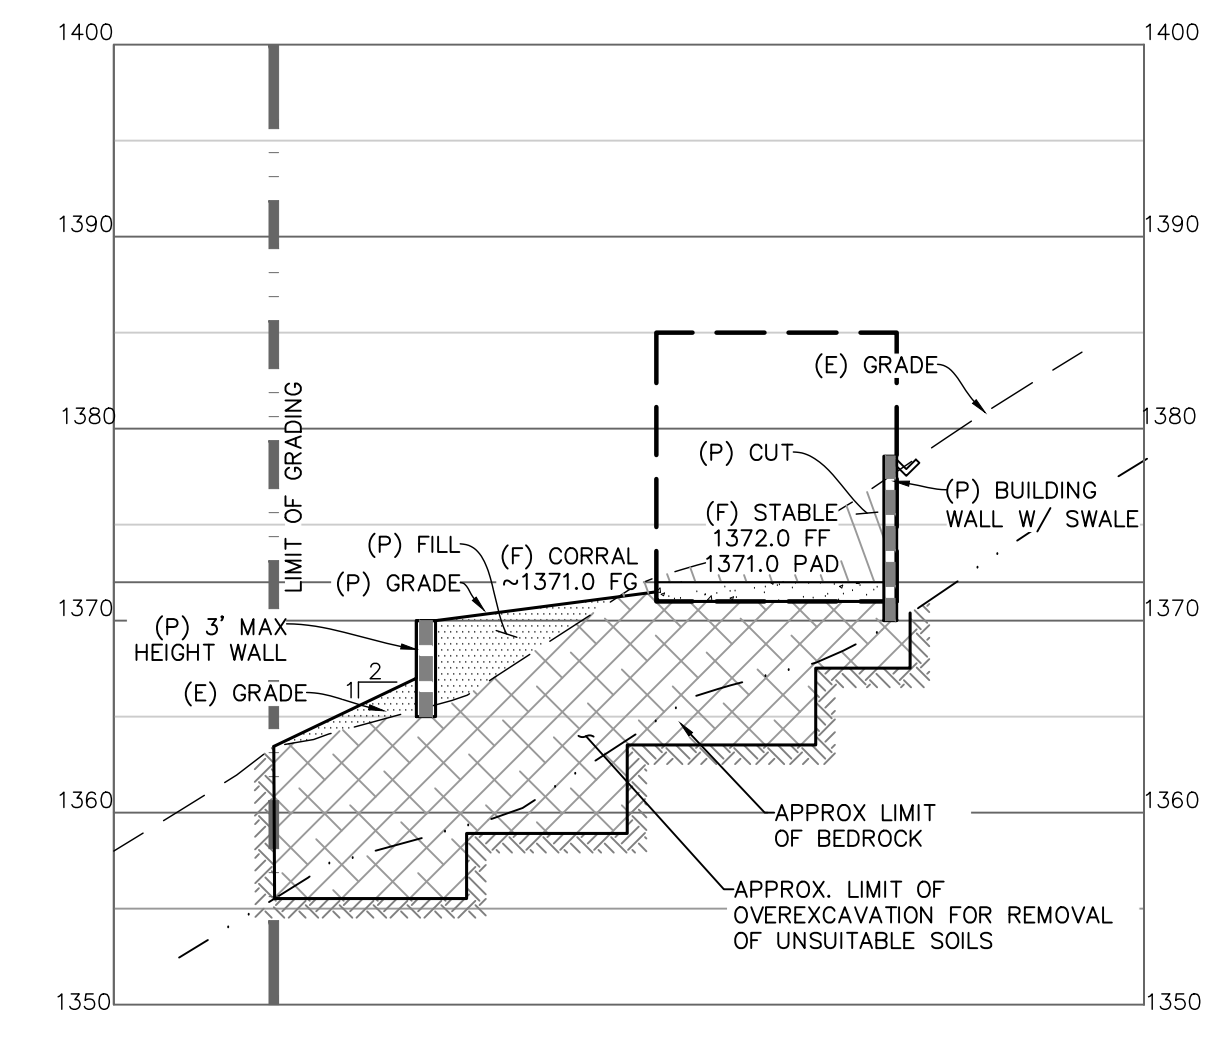 1400
1400
1390
1390
(E) GRADE
LIMIT OF GRADING
1380
1380
(P) CUT
(P) BUILDING
WALL W/ SWALE
(F) STABLE
1372.0 FF
1371.0 PAD
(P) FILL
(F) CORRAL
~1371.0 FG
(P) GRADE
1370
1370
(P) 3' MAX
HEIGHT WALL
2
1
(E) GRADE
1360
1360
APPROX LIMIT
OF BEDROCK
APPROX. LIMIT OF
OVEREXCAVATION FOR REMOVAL
OF UNSUITABLE SOILS
1350
1350